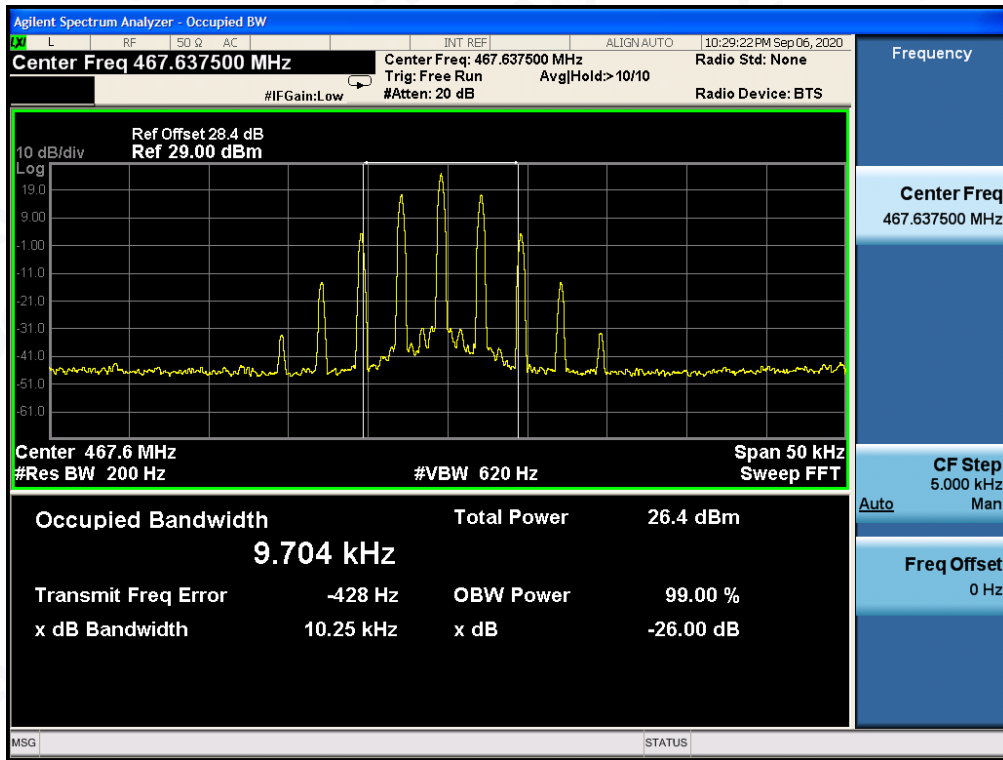 Agilent Spectrum Analyzer - Occupied BW
LXI L RF 50 Ω AC INT REF ALIGN AUTO 10:29:22 PM Sep 06, 2020
Center Freq 467.637500 MHz
Center Freq: 467.637500 MHz
Radio Std: None
Trig: Free Run Avg|Hold:> 10/10
#IFGain:Low
#Atten: 20 dB
Radio Device: BTS
Ref Offset 28.4 dB
10 dB/div Ref 29.00 dBm
Log
19.0
9.00
-1.00
-11.0
-21.0
-31.0
-41.0
-51.0
-61.0
Center 467.6 MHz Span 50 kHz
#Res BW 200 Hz #VBW 620 Hz Sweep FFT
Occupied Bandwidth Total Power 26.4 dBm
9.704 kHz
Transmit Freq Error -428 Hz OBW Power 99.00 %
x dB Bandwidth 10.25 kHz x dB -26.00 dB
Frequency
Center Freq
467.637500 MHz
CF Step
5.000 kHz
Auto Man
Freq Offset
0 Hz
MSG STATUS